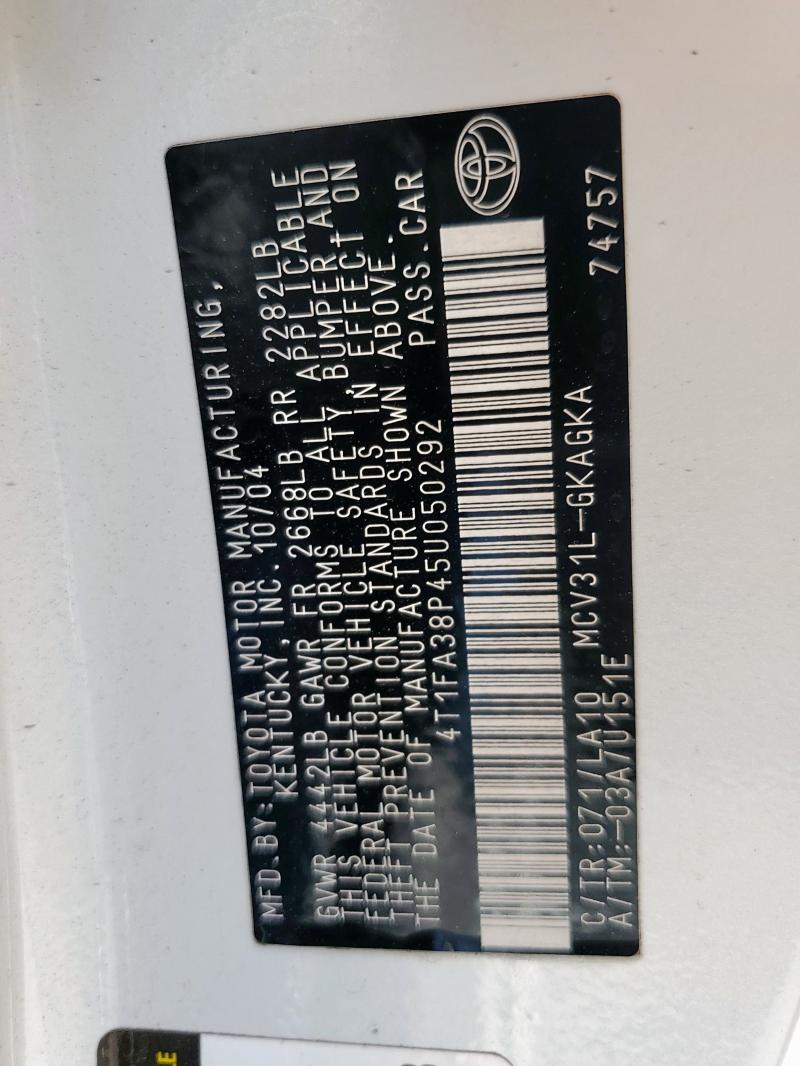 MFD.BY:TOYOTA MOTOR MANUFACTURING,
KENTUCKY, INC. 10/04
GVWR 4442LB GAWR FR 2668LB RR 2282LB
THIS VEHICLE CONFORMS TO ALL APPLICABLE
FEDERAL MOTOR VEHICLE SAFETY, BUMPER AND
THEFT PREVENTION STANDARDS IN EFFECT ON
THE DATE OF MANUFACTURE SHOWN ABOVE.
4T1FA38P45U050292 PASS.CAR
C/TR:071/LA10 MCV31L-GKAGKA
A/TM:-03A/U151E 74757